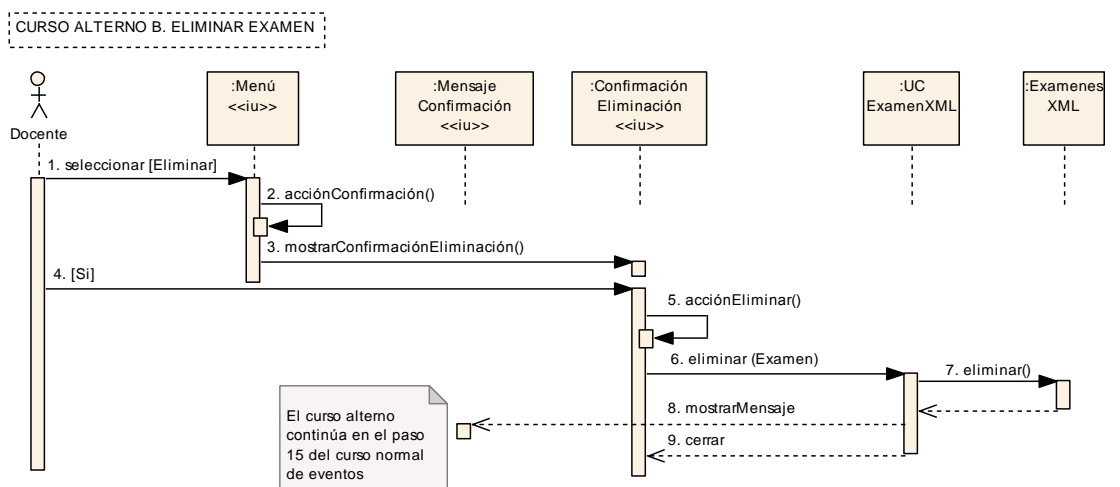 CURSO ALTERNO B. ELIMINAR EXAMEN
Docente
:Menú
<<iu>>
:Mensaje
Confirmación
<<iu>>
:Confirmación
Eliminación
<<iu>>
:UC
ExamenXML
:Examenes
XML
1. seleccionar [Eliminar]
2. acciónConfirmación()
3. mostrarConfirmaciónEliminación()
4. [Si]
5. acciónEliminar()
6. eliminar (Examen)
7. eliminar()
8. mostrarMensaje
9. cerrar
El curso alterno
continúa en el paso
15 del curso normal
de eventos